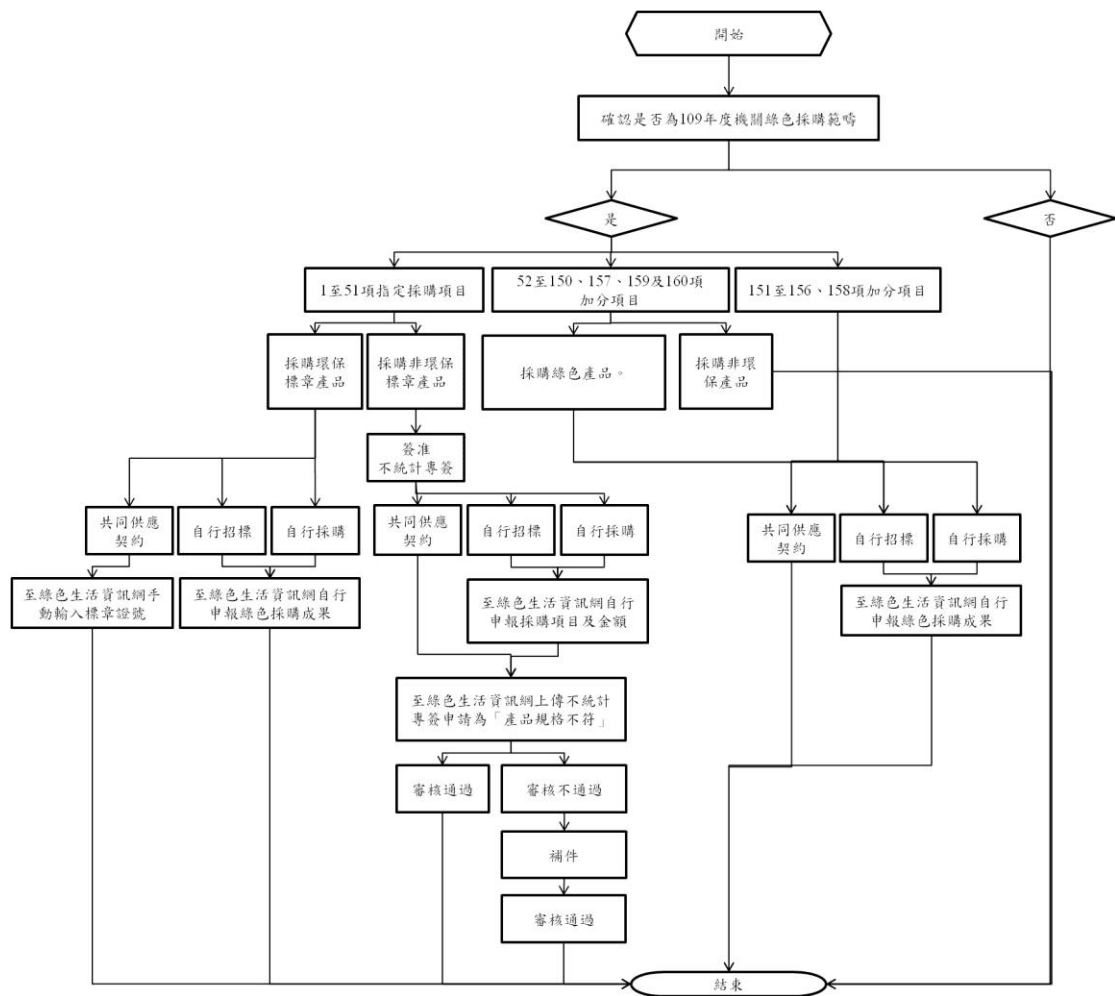 開始
確認是否為109年度機關綠色採購範疇
是
否
1至51項指定採購項目
52至150、157、159及160項
加分項目
151至156、158項加分項目
採購環保
標章產品
採購非環保
標章產品
採購綠色產品。
採購非環
保產品
簽准
不統計專簽
共同供應
契約
自行招標
自行採購
共同供應
契約
自行招標
自行採購
共同供應
契約
自行招標
自行採購
至綠色生活資訊網手
動輸入標章證號
至綠色生活資訊網自行
申報綠色採購成果
至綠色生活資訊網自行
申報採購項目及金額
至綠色生活資訊網自行
申報綠色採購成果
至綠色生活資訊網上傳不統計
專簽申請為「產品規格不符」
審核通過
審核不通過
補件
審核通過
結束